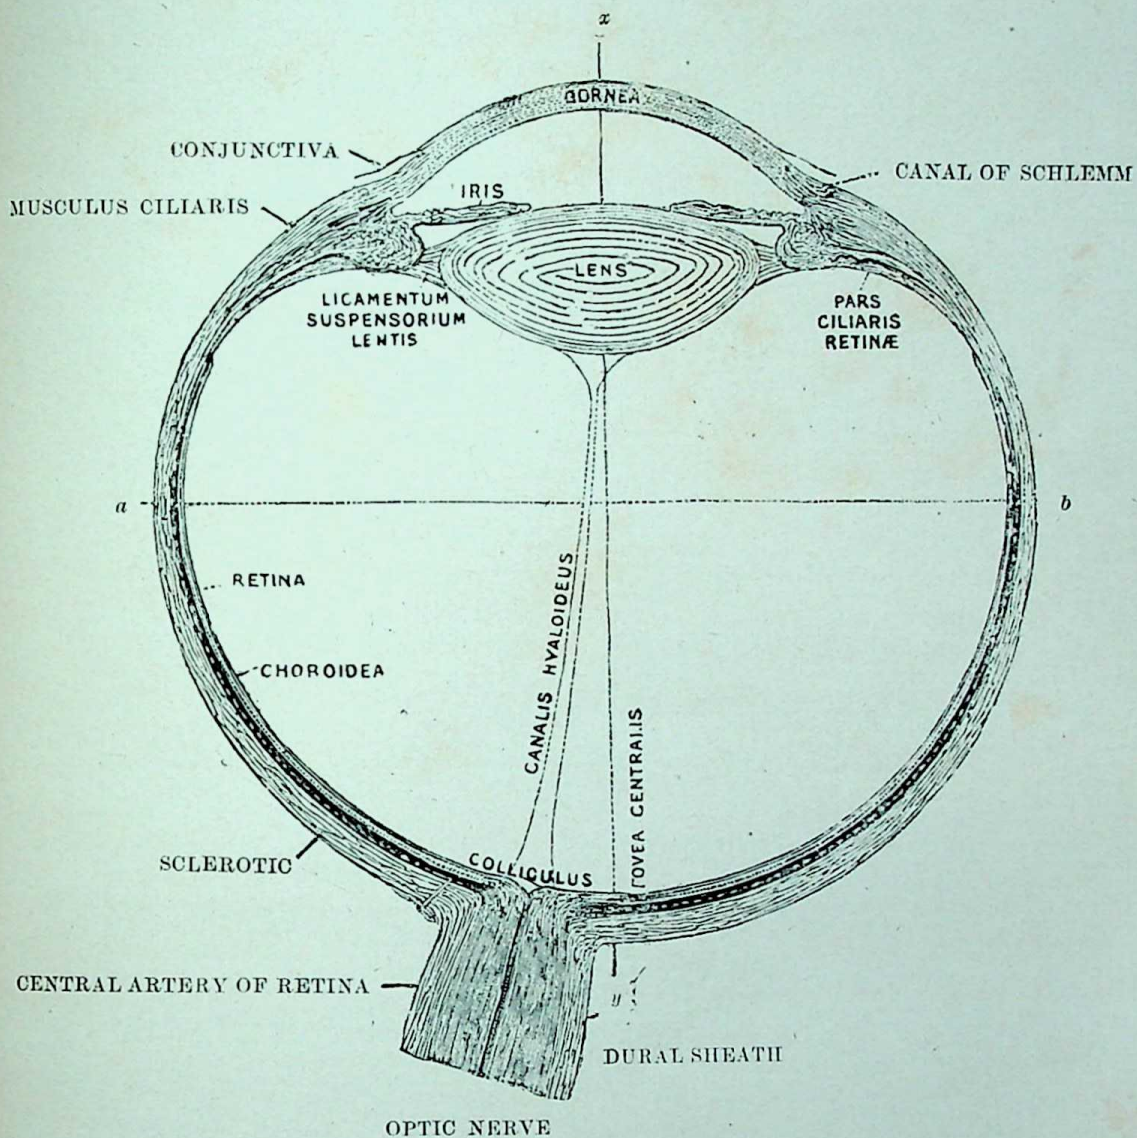 x
CORNEA
CONJUNCTIVA
CANAL OF SCHLEMM
IRIS
MUSCULUS CILIARIS
LENS
LICAMENTUM
SUSPENSORIUM
LENTIS
PARS
CILIARIS
RETINÆ
a
b
RETINA
CANALIS HYALOIDEUS
CHOROIDEA
FOVEA CENTRALIS
SCLEROTIC
COLLICULUS
CENTRAL ARTERY OF RETINA
y
DURAL SHEATH
OPTIC NERVE